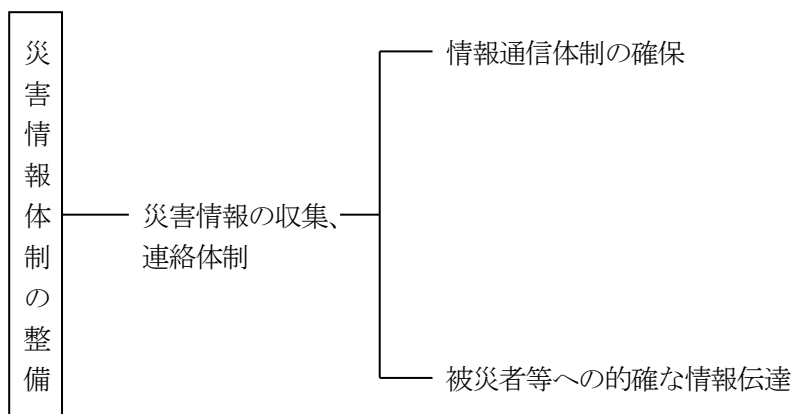 災害情報体制の整備
災害情報の収集、
連絡体制
情報通信体制の確保
被災者等への的確な情報伝達